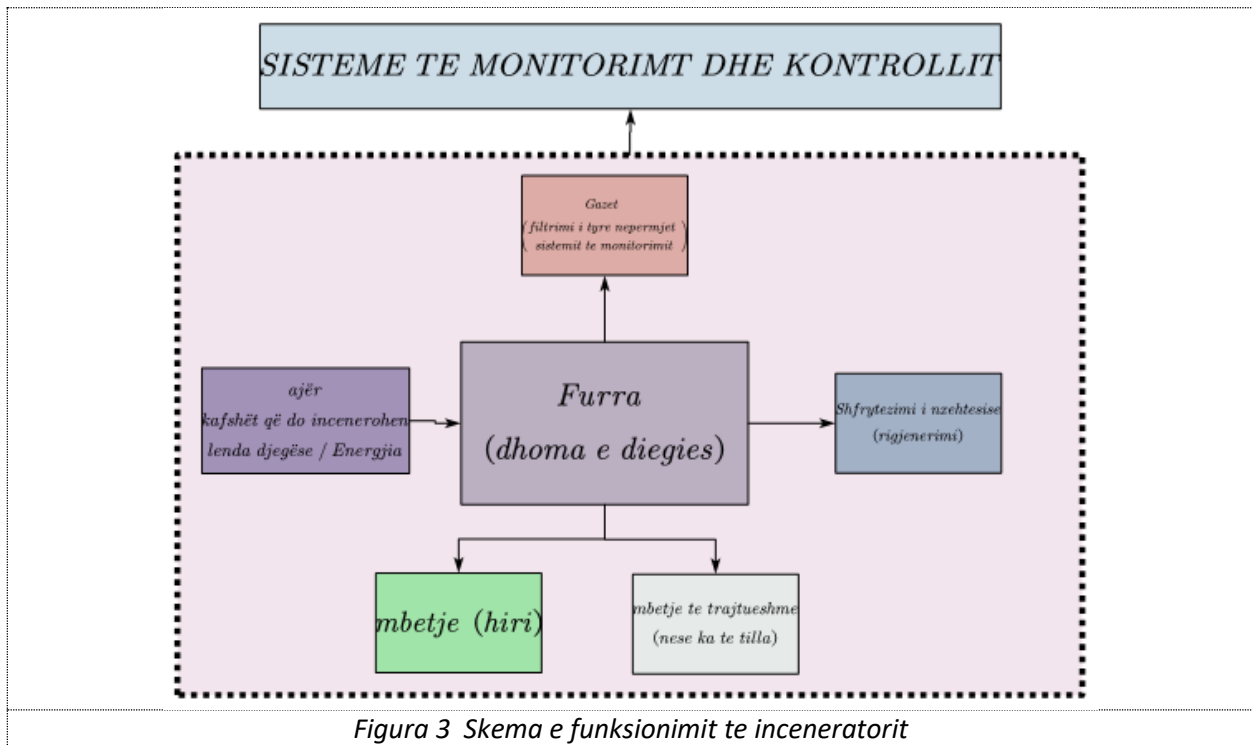 SISTEME TE MONITORIMT DHE KONTROLLIT
Gazet
(filtrimi i tyre nepermjet
sistemit te monitorimit)
ajër
kafshët që do incenerohen
lenda djegëse / Energjia
Furra
(dhoma e diegies)
Shfrytezimi i nzehtesise
(rigjenerimi)
mbetje (hiri)
mbetje te trajtueshme
(nese ka te tilla)
Figura 3 Skema e funksionimit te inceneratorit